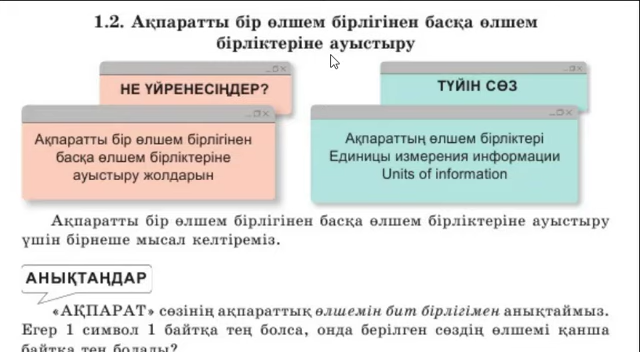 1.2. Ақпаратты бір өлшем бірлігінен басқа өлшем
бірліктеріне ауыстыру
НЕ ҮЙРЕНЕСІҢДЕР?
Ақпаратты бір өлшем бірлігінен
басқа өлшем бірліктеріне
ауыстыру жолдарын
ТҮЙІН СӨЗ
Ақпараттың өлшем бірліктері
Единицы измерения информации
Units of information
Ақпаратты бір өлшем бірлігінен басқа өлшем бірліктеріне ауыстыру
үшін бірнеше мысал келтіреміз.
АНЫҚТАҢДАР
«АҚПАРАТ» сөзінің ақпараттық өлшемін бит бірлігімен анықтаймыз.
Егер 1 символ 1 байтқа тең болса, онда берілген сөздің өлшемі қанша
байтқа тең болады?